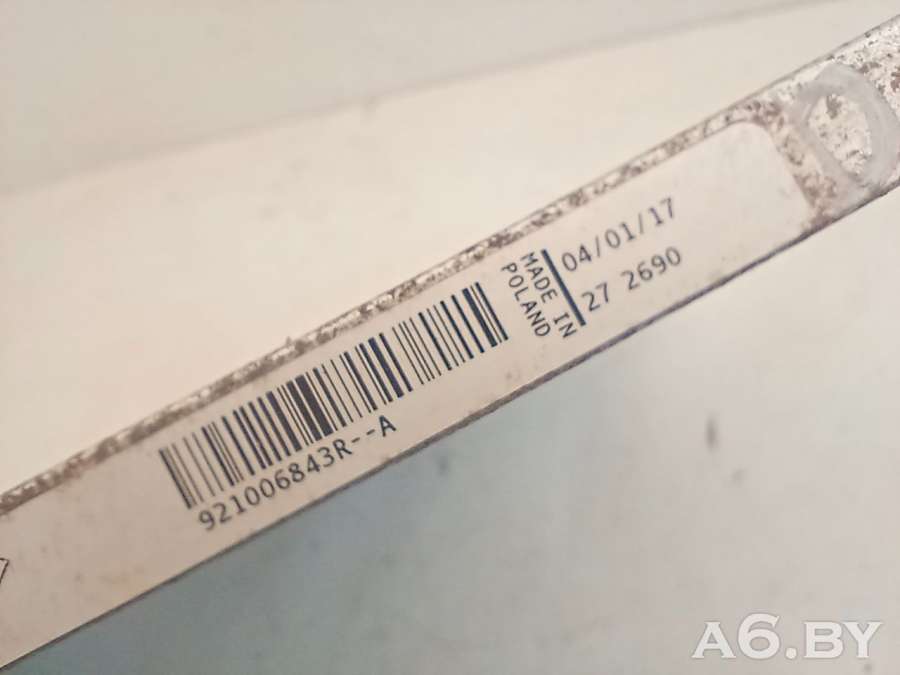 921006843R--A
MADE IN
POLAND
04/01/17
27 2690
A6.BY